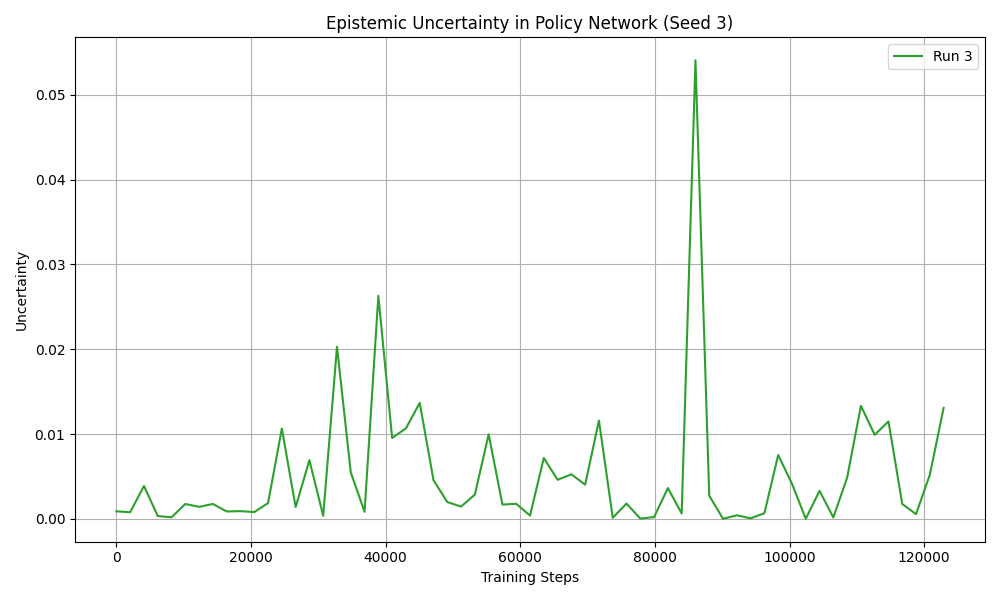 Epistemic Uncertainty in Policy Network (Seed 3)
Run 3
Uncertainty
0.05
0.04
0.03
0.02
0.01
0.00
0 20000 40000 60000 80000 100000 120000
Training Steps